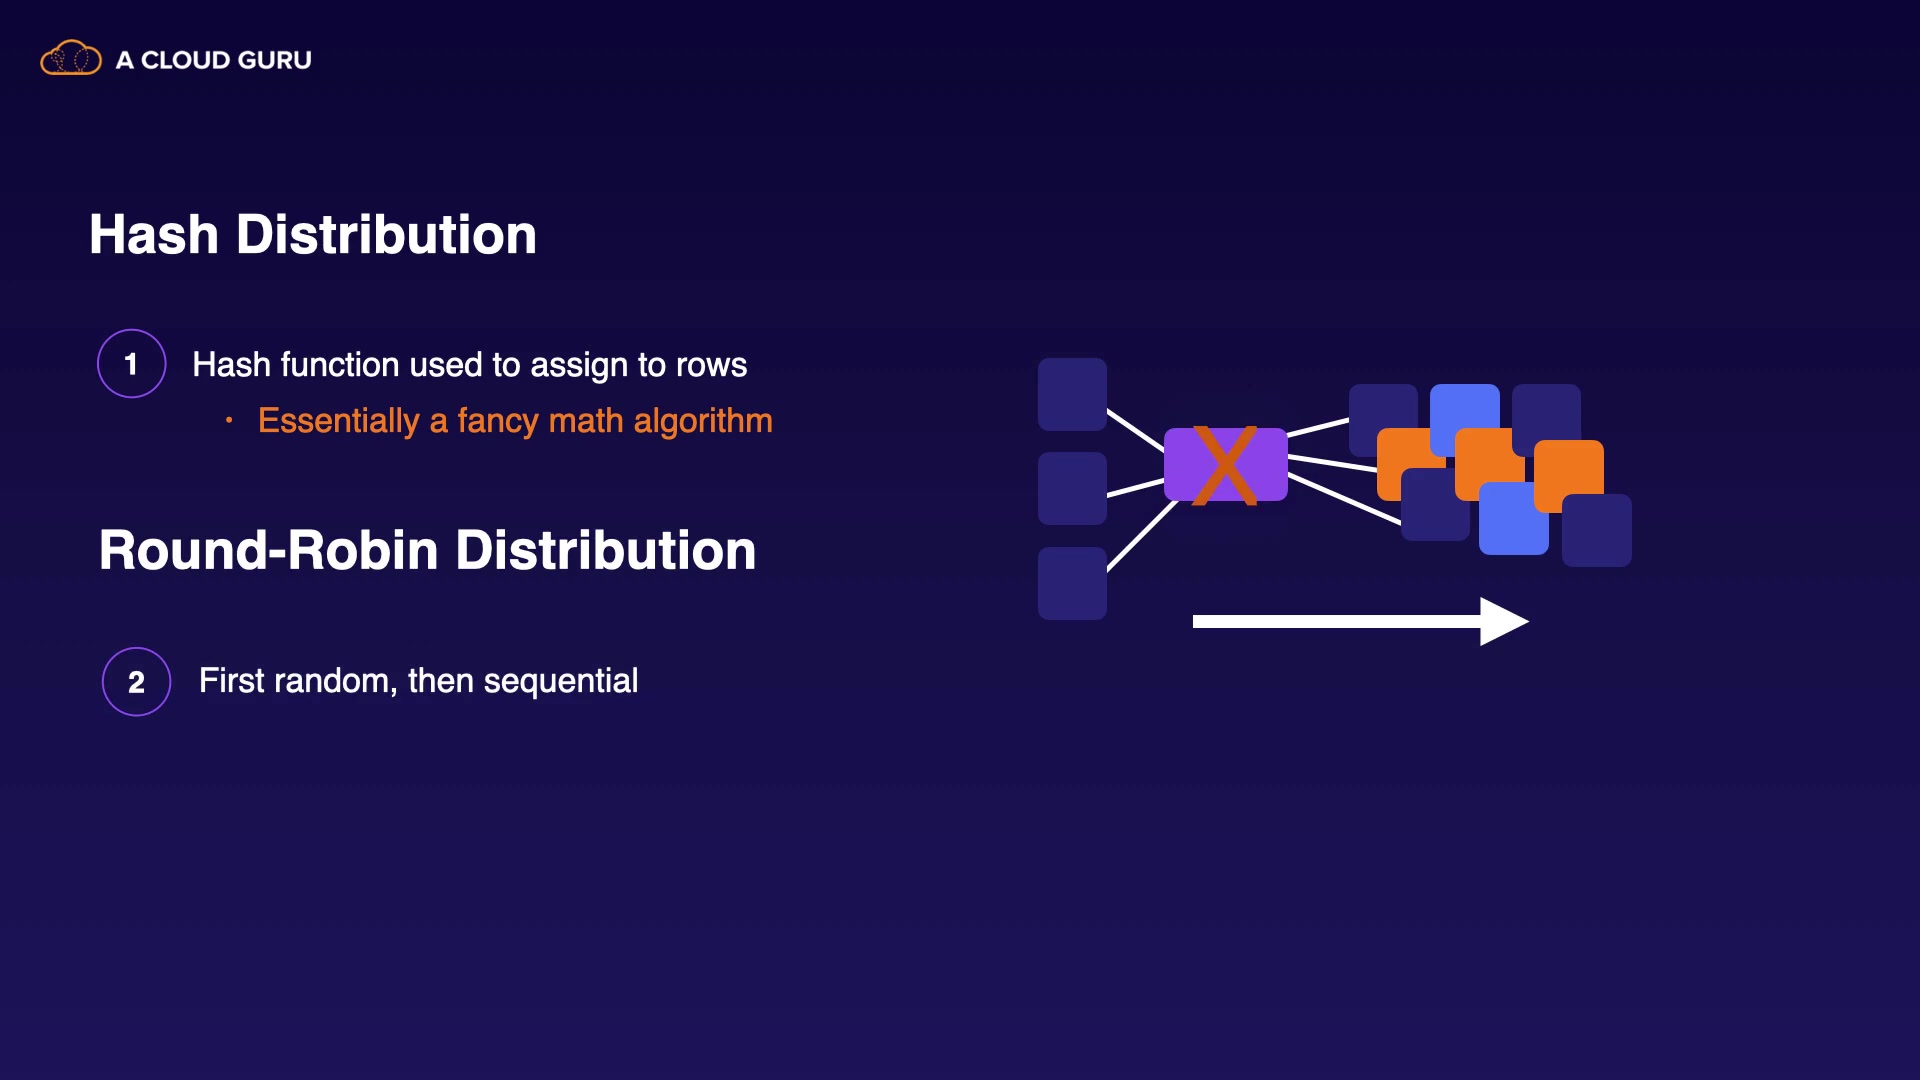 A CLOUD GURU
Hash Distribution
1 Hash function used to assign to rows
• Essentially a fancy math algorithm
Round-Robin Distribution
2 First random, then sequential
X